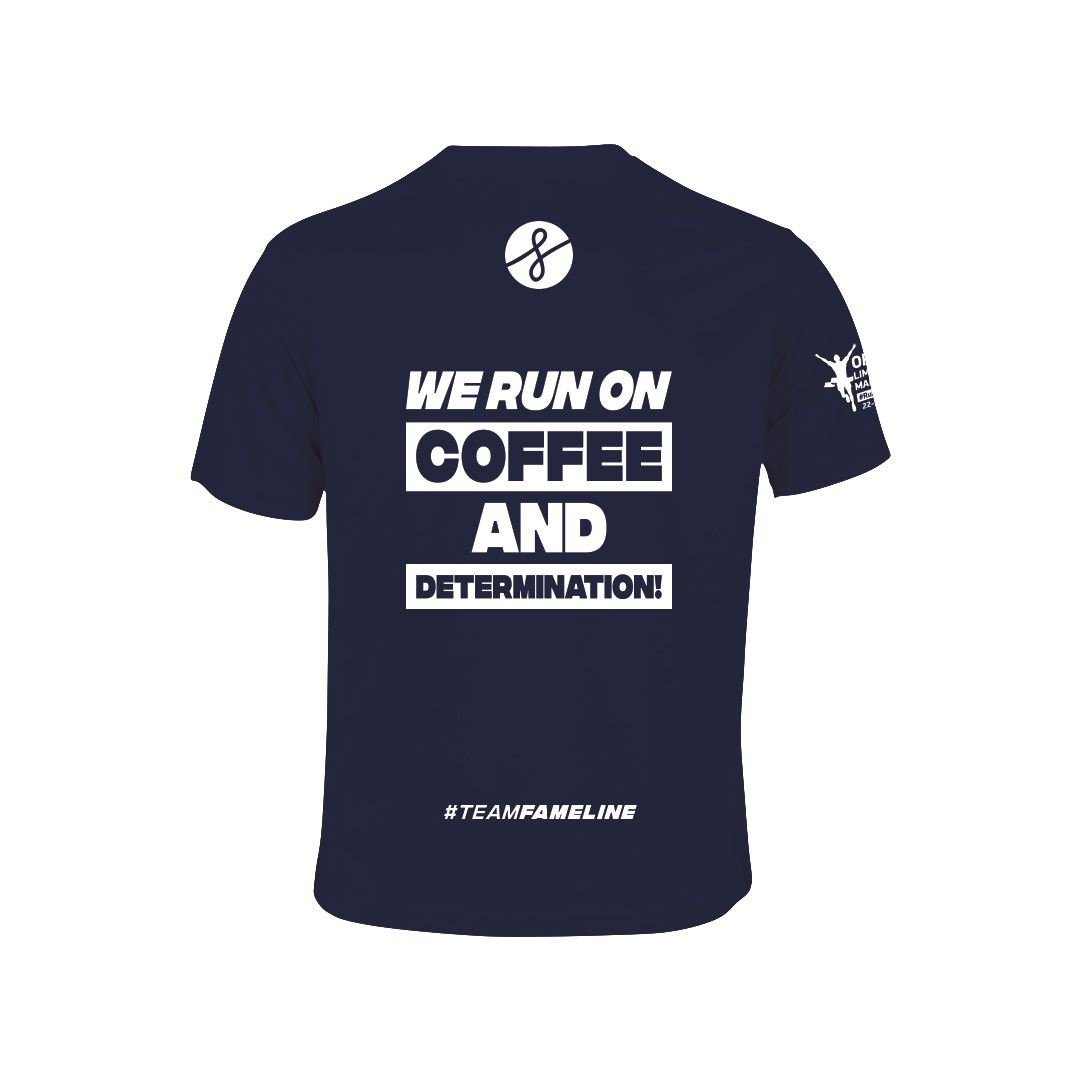 WE RUN ON
COFFEE
AND
DETERMINATION!
#TEAMFAMELINE